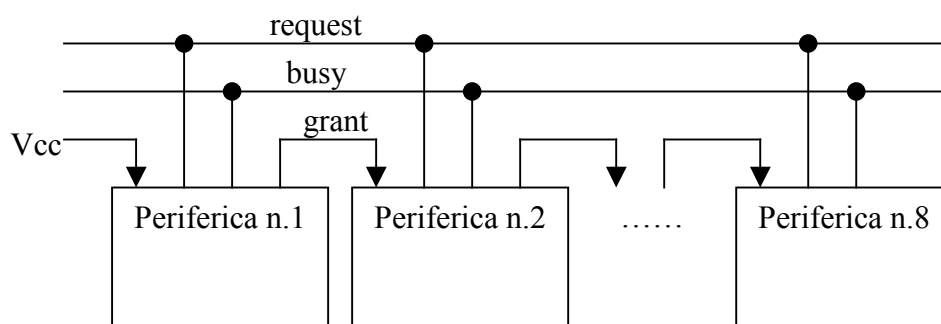 request
busy
grant
Vcc
Periferica n.1
Periferica n.2
......
Periferica n.8